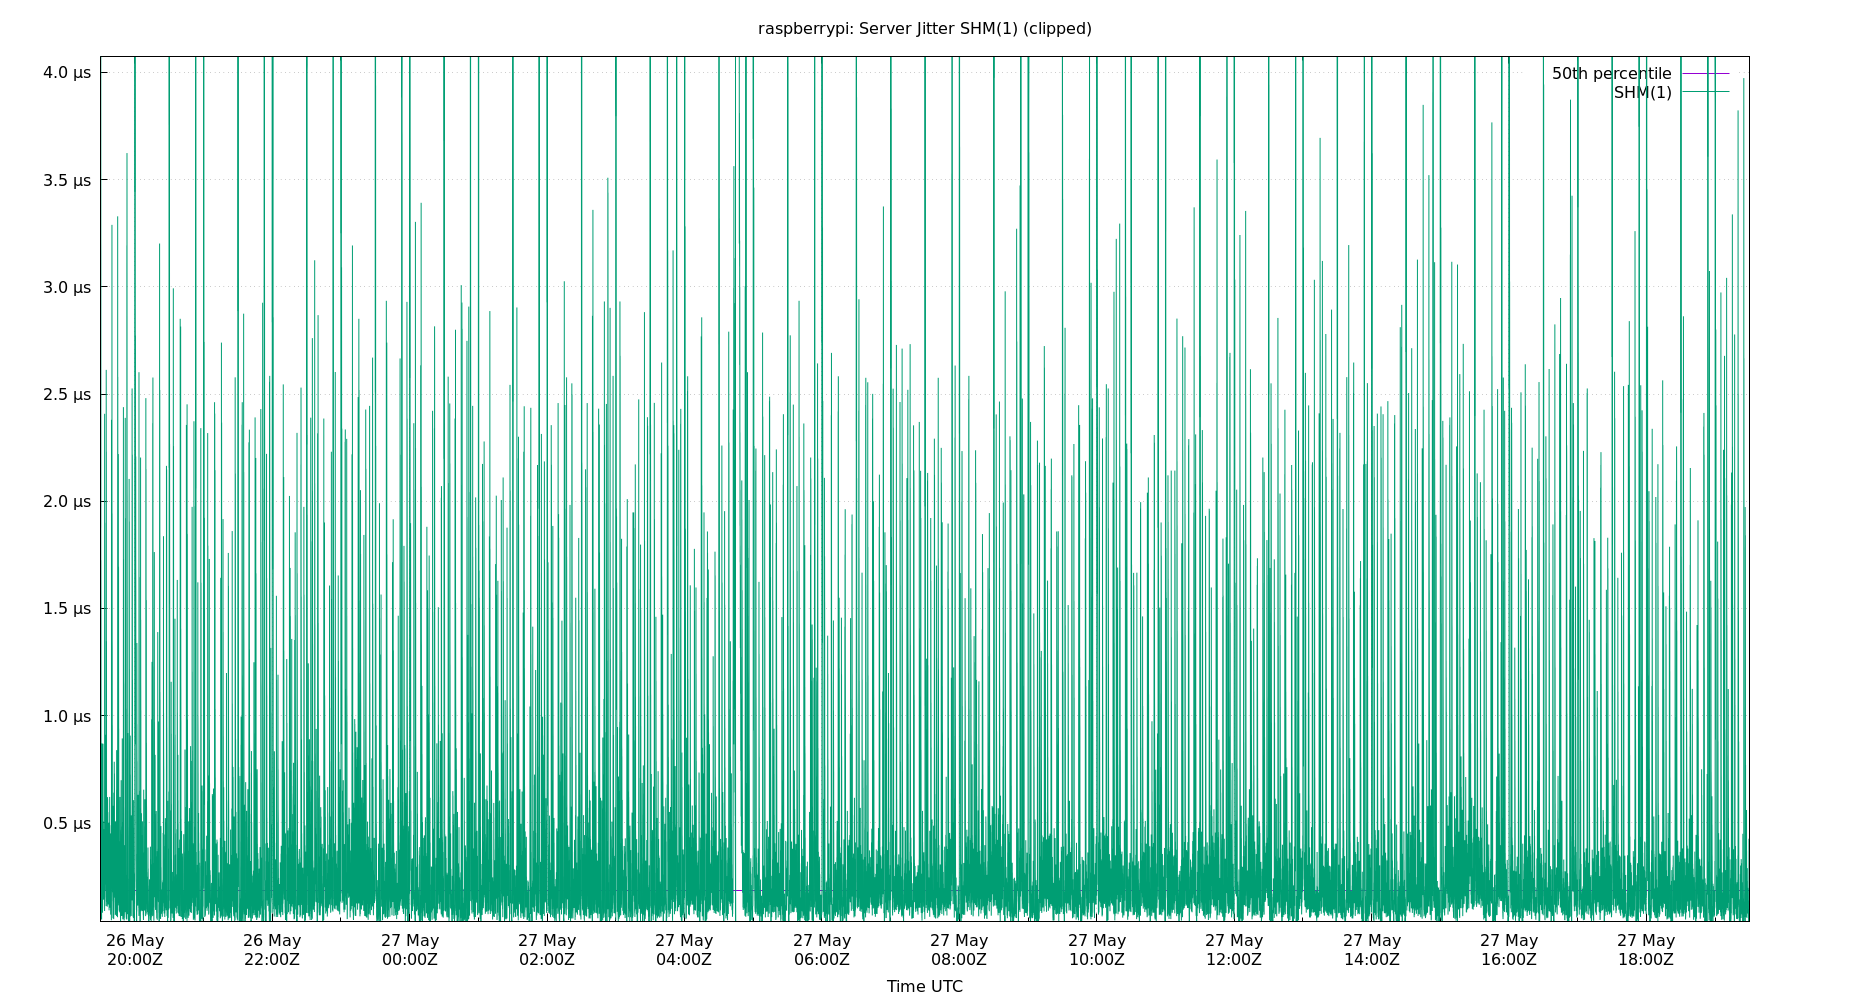 raspberrypi: Server Jitter SHM(1) (clipped)
4.0 µs
50th percentile
SHM(1)
3.5 µs
3.0 µs
2.5 µs
2.0 µs
1.5 µs
1.0 µs
0.5 µs
26 May 26 May 27 May 27 May 27 May 27 May 27 May 27 May 27 May 27 May 27 May 27 May
20:00Z 22:00Z 00:00Z 02:00Z 04:00Z 06:00Z 08:00Z 10:00Z 12:00Z 14:00Z 16:00Z 18:00Z
Time UTC